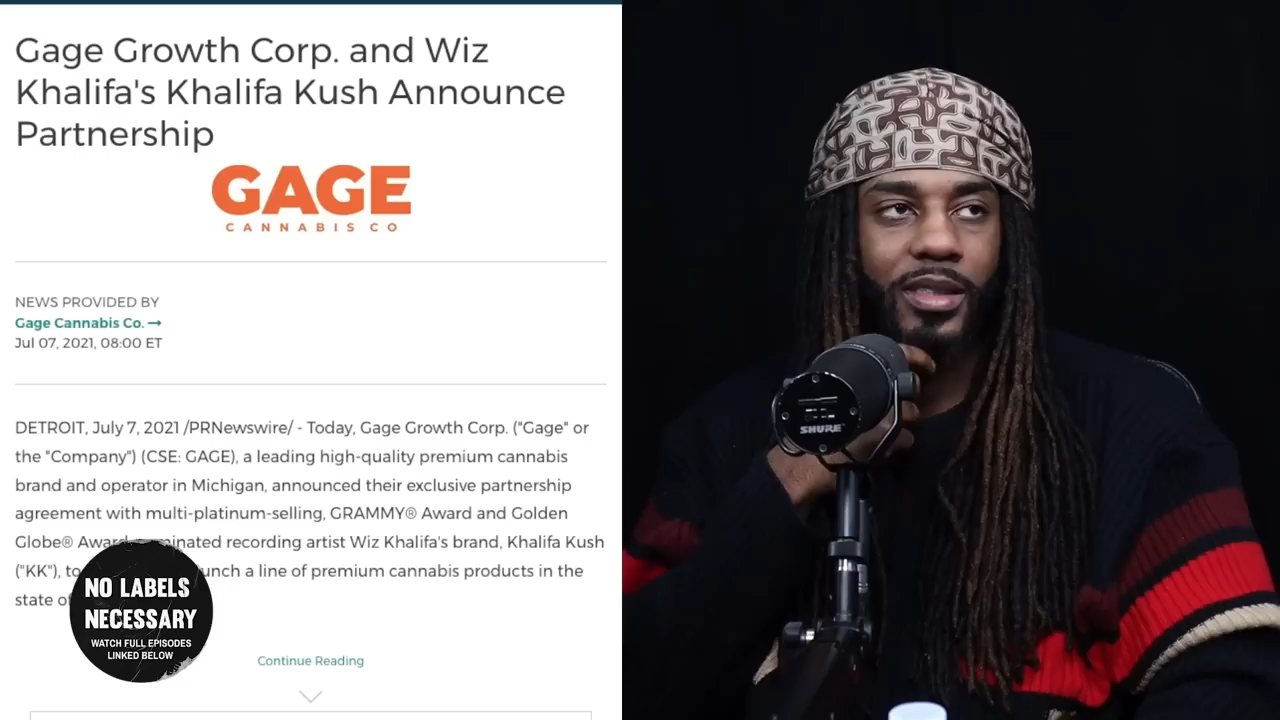 Gage Growth Corp. and Wiz
Khalifa's Khalifa Kush Announce
Partnership
GAGE
CANNABIS CO
NEWS PROVIDED BY
Gage Cannabis Co. →
Jul 07, 2021, 08:00 ET
DETROIT, July 7, 2021 /PRNewswire/ - Today, Gage Growth Corp. ("Gage" or
the "Company") (CSE: GAGE), a leading high-quality premium cannabis
brand and operator in Michigan, announced their exclusive partnership
agreement with multi-platinum-selling, GRAMMY® Award and Golden
Globe® Award nominated recording artist Wiz Khalifa's brand, Khalifa Kush
("KK"), to launch a line of premium cannabis products in the
state of
NO LABELS
NECESSARY
WATCH FULL EPISODES
LINKED BELOW
Continue Reading
SHURE